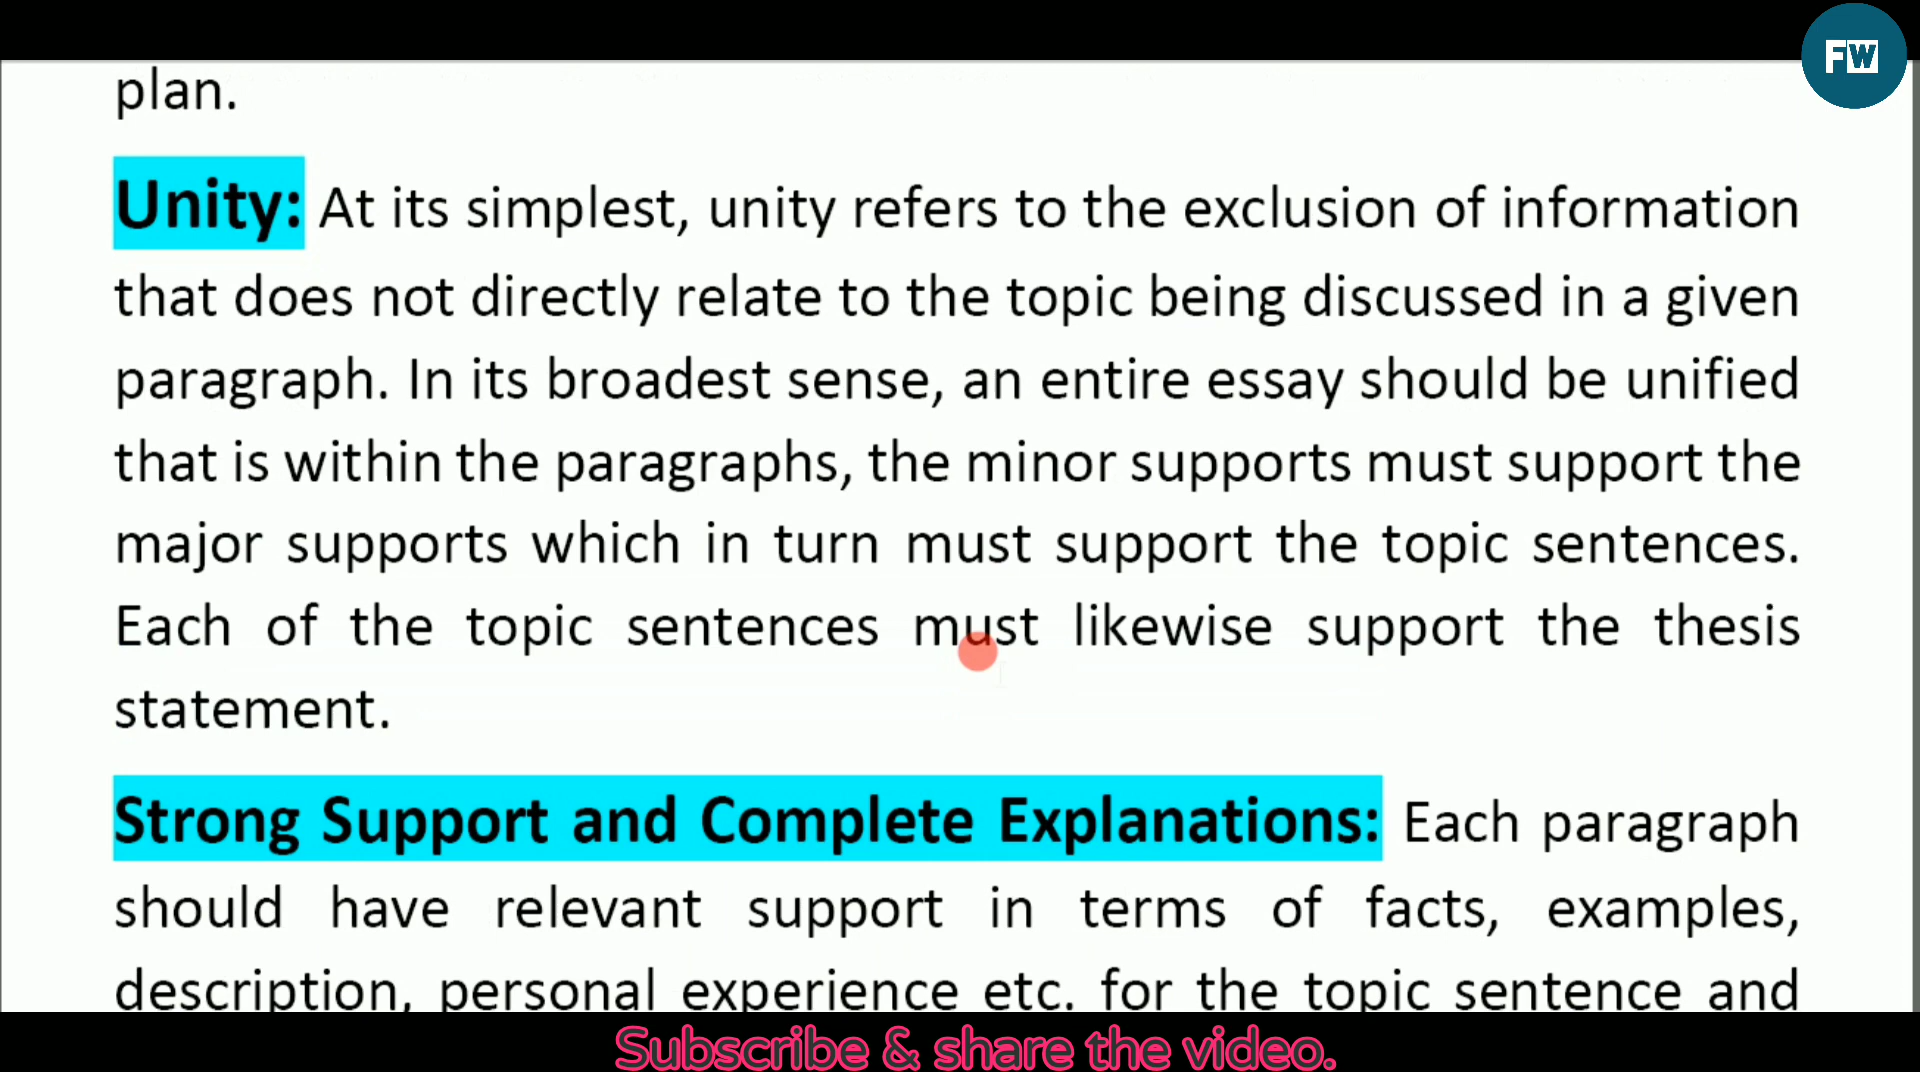 FW
plan.
Unity: At its simplest, unity refers to the exclusion of information
that does not directly relate to the topic being discussed in a given
paragraph. In its broadest sense, an entire essay should be unified
that is within the paragraphs, the minor supports must support the
major supports which in turn must support the topic sentences.
Each of the topic sentences must likewise support the thesis
statement.
Strong Support and Complete Explanations: Each paragraph
should have relevant support in terms of facts, examples,
description, personal experience etc. for the topic sentence and
Subscribe & share the video.